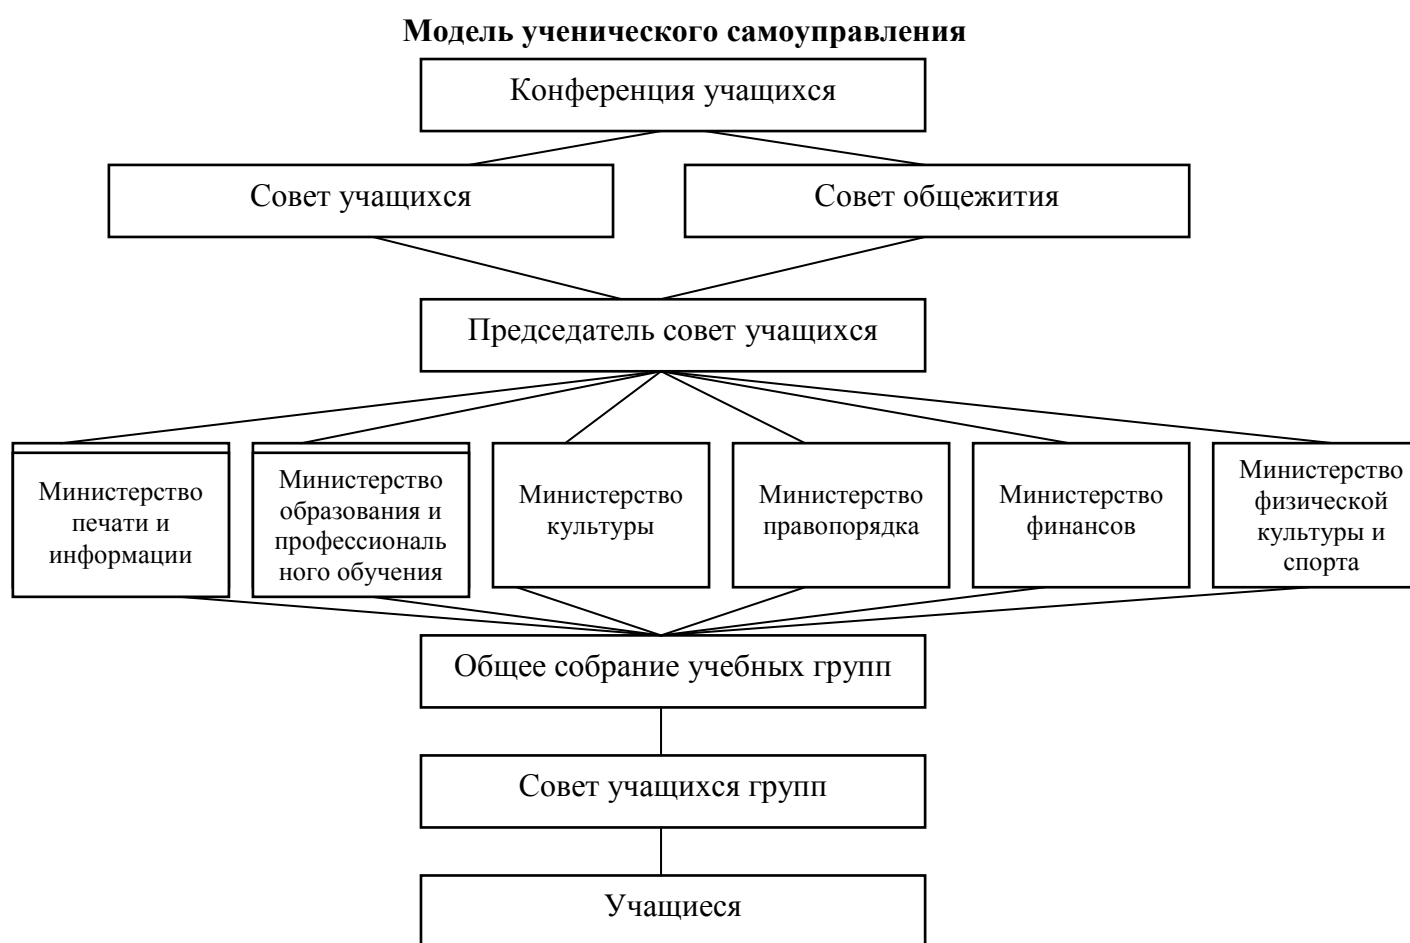 Модель ученического самоуправления
Конференция учащихся
Совет учащихся
Совет общежития
Председатель совет учащихся
Министерство
печати и
информации
Министерство
образования и
профессиональ
ного обучения
Министерство
культуры
Министерство
правопорядка
Министерство
финансов
Министерство
физической
культуры и
спорта
Общее собрание учебных групп
Совет учащихся групп
Учащиеся